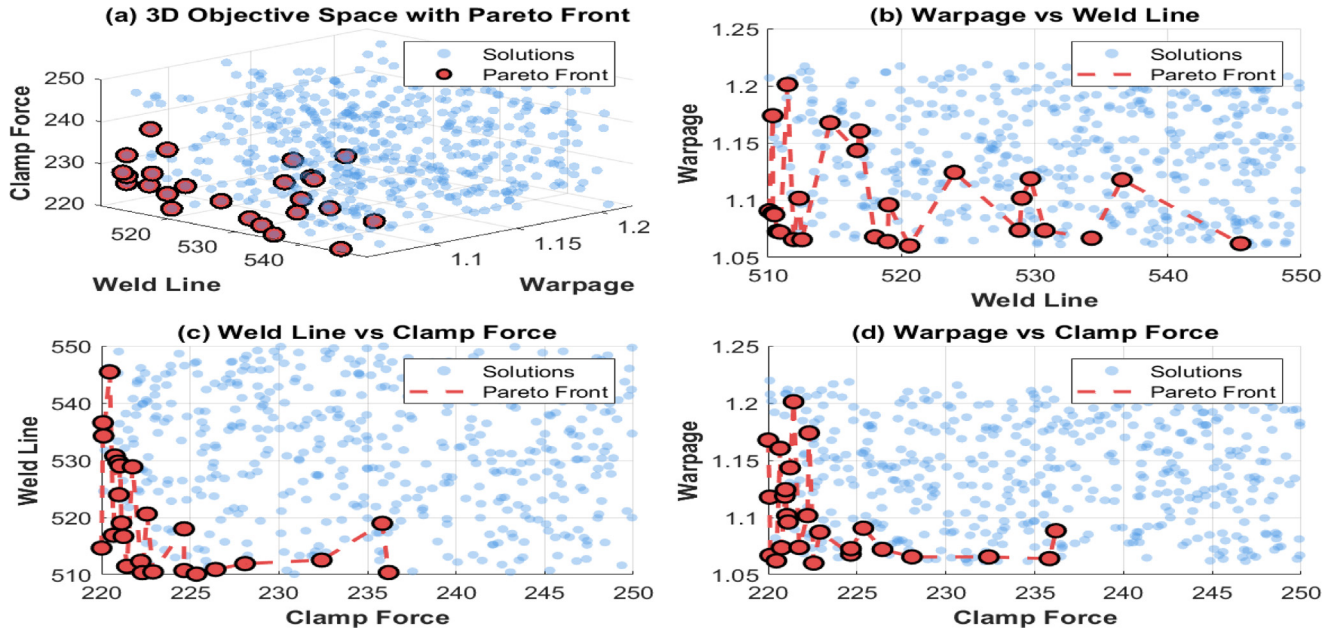 (a) 3D Objective Space with Pareto Front
Solutions
Pareto Front
Clamp Force
250
240
230
220
520
530
540
Weld Line
1.1
1.15
1.2
Warpage
(b) Warpage vs Weld Line
Solutions
Pareto Front
Warpage
1.25
1.2
1.15
1.1
1.05
510
520
530
540
550
Weld Line
(c) Weld Line vs Clamp Force
Solutions
Pareto Front
Weld Line
550
540
530
520
510
220
225
230
235
240
245
250
Clamp Force
(d) Warpage vs Clamp Force
Solutions
Pareto Front
Warpage
1.25
1.2
1.15
1.1
1.05
220
225
230
235
240
245
250
Clamp Force